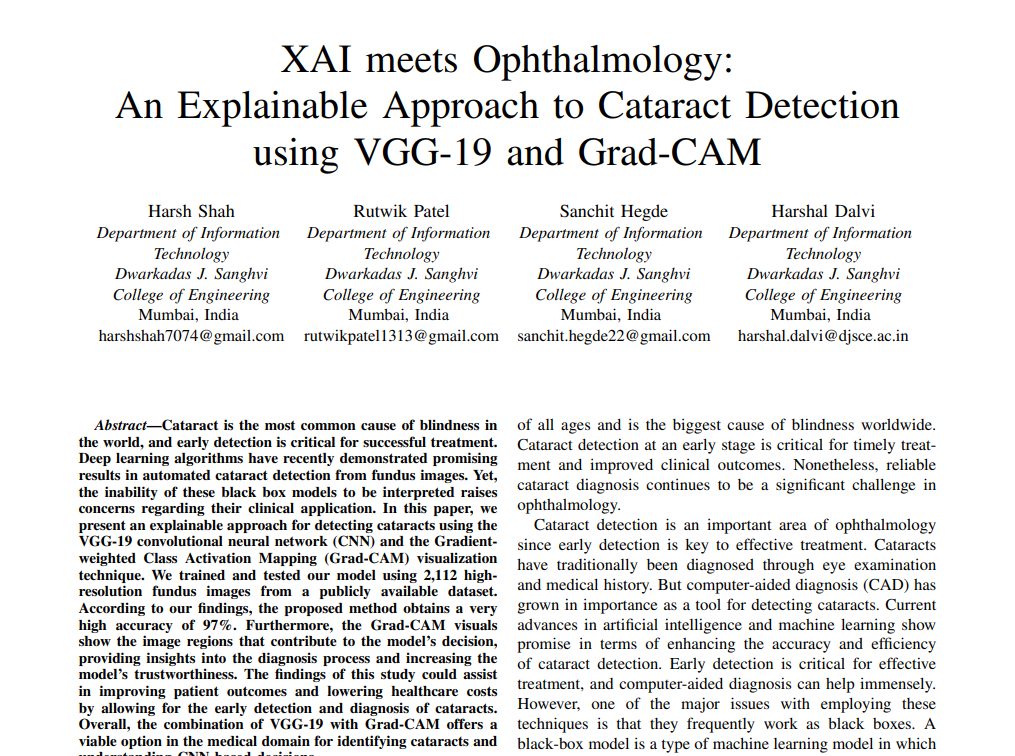 XAI meets Ophthalmology:
An Explainable Approach to Cataract Detection
using VGG-19 and Grad-CAM
Harsh Shah
Department of Information
Technology
Dwarkadas J. Sanghvi
College of Engineering
Mumbai, India
harshshah7074@gmail.com
Rutwik Patel
Department of Information
Technology
Dwarkadas J. Sanghvi
College of Engineering
Mumbai, India
rutwikpatel1313@gmail.com
Sanchit Hegde
Department of Information
Technology
Dwarkadas J. Sanghvi
College of Engineering
Mumbai, India
sanchit.hegde22@gmail.com
Harshal Dalvi
Department of Information
Technology
Dwarkadas J. Sanghvi
College of Engineering
Mumbai, India
harshal.dalvi@djsce.ac.in
Abstract—Cataract is the most common cause of blindness in
the world, and early detection is critical for successful treatment.
Deep learning algorithms have recently demonstrated promising
results in automated cataract detection from fundus images. Yet,
the inability of these black box models to be interpreted raises
concerns regarding their clinical application. In this paper, we
present an explainable approach for detecting cataracts using the
VGG-19 convolutional neural network (CNN) and the Gradient-
weighted Class Activation Mapping (Grad-CAM) visualization
technique. We trained and tested our model using 2,112 high-
resolution fundus images from a publicly available dataset.
According to our findings, the proposed method obtains a very
high accuracy of 97%. Furthermore, the Grad-CAM visuals
show the image regions that contribute to the model's decision,
providing insights into the diagnosis process and increasing the
model's trustworthiness. The findings of this study could assist
in improving patient outcomes and lowering healthcare costs
by allowing for the early detection and diagnosis of cataracts.
Overall, the combination of VGG-19 with Grad-CAM offers a
viable option in the medical domain for identifying cataracts and
understanding CNN-based decisions.
of all ages and is the biggest cause of blindness worldwide.
Cataract detection at an early stage is critical for timely treat-
ment and improved clinical outcomes. Nonetheless, reliable
cataract diagnosis continues to be a significant challenge in
ophthalmology.
Cataract detection is an important area of ophthalmology
since early detection is key to effective treatment. Cataracts
have traditionally been diagnosed through eye examination
and medical history. But computer-aided diagnosis (CAD) has
grown in importance as a tool for detecting cataracts. Current
advances in artificial intelligence and machine learning show
promise in terms of enhancing the accuracy and efficiency
of cataract detection. Early detection is critical for effective
treatment, and computer-aided diagnosis can help immensely.
However, one of the major issues with employing these
techniques is that they frequently work as black boxes. A
black-box model is a type of machine learning model in which